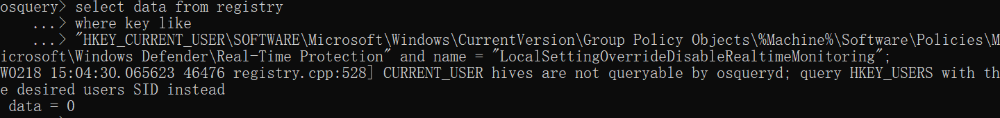 osquery> select data from registry
    ...> where key like
    ...> "HKEY_CURRENT_USER\SOFTWARE\Microsoft\Windows\CurrentVersion\Group Policy Objects\%Machine%\Software\Policies\M
icrosoft\Windows Defender\Real-Time Protection" and name = "LocalSettingOverrideDisableRealtimeMonitoring";
W0218 15:04:30.065623 46476 registry.cpp:528] CURRENT_USER hives are not queryable by osqueryd; query HKEY_USERS with th
e desired users SID instead
 data = 0